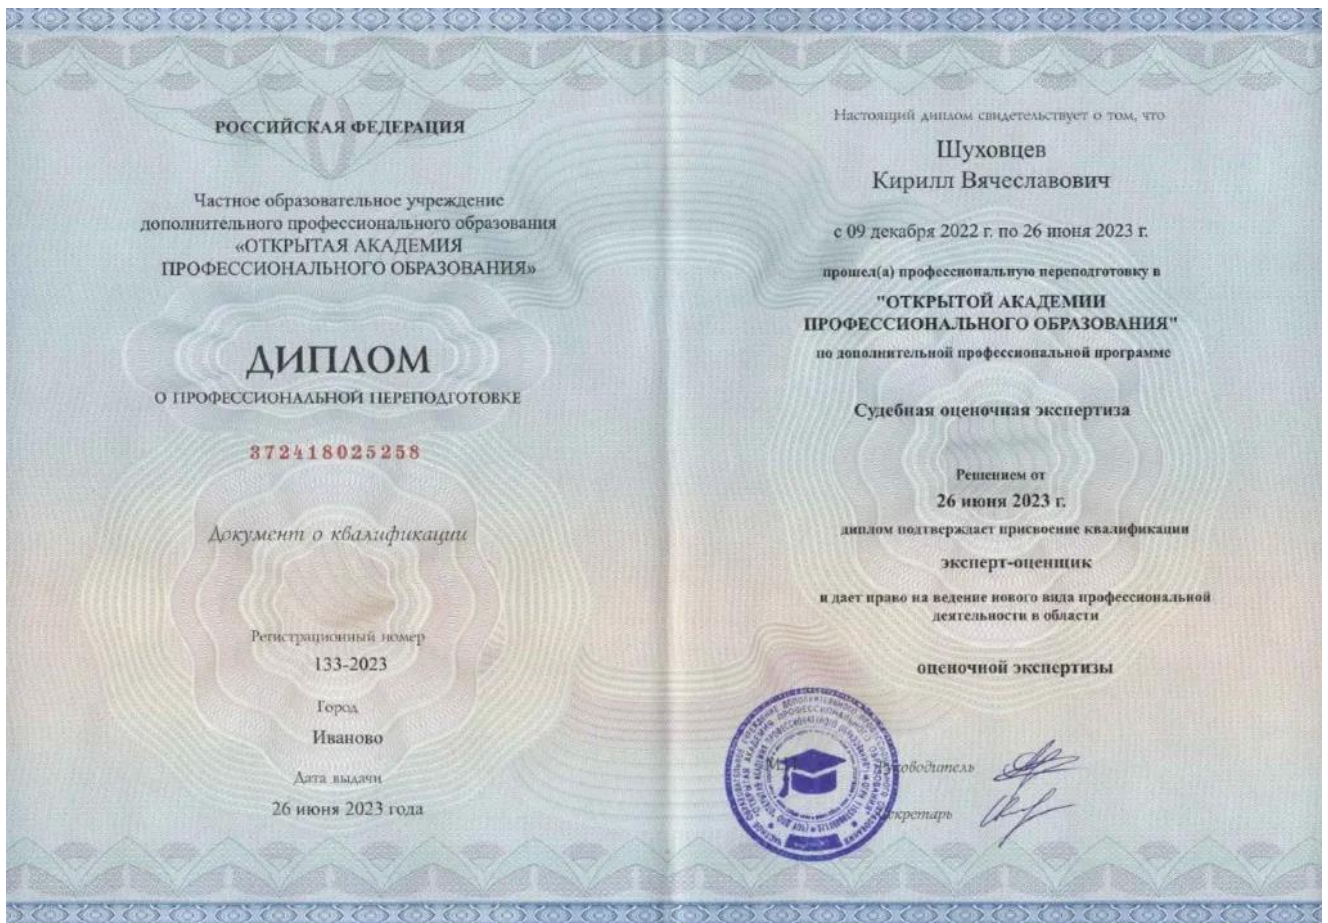 РОССИЙСКАЯ ФЕДЕРАЦИЯ
Частное образовательное учреждение
дополнительного профессионального образования
«ОТКРЫТАЯ АКАДЕМИЯ
ПРОФЕССИОНАЛЬНОГО ОБРАЗОВАНИЯ»
ДИПЛОМ
О ПРОФЕССИОНАЛЬНОЙ ПЕРЕПОДГОТОВКЕ
372418025258
Документ о квалификации
Регистрационный номер
133-2023
Город
Иваново
Дата выдачи
26 июня 2023 года
Настоящий диплом свидетельствует о том, что
Шуховцев
Кирилл Вячеславович
с 09 декабря 2022 г. по 26 июня 2023 г.
прошел(а) профессиональную переподготовку в
"ОТКРЫТОЙ АКАДЕМИИ
ПРОФЕССИОНАЛЬНОГО ОБРАЗОВАНИЯ"
по дополнительной профессиональной программе
Судебная оценочная экспертиза
Решением от
26 июня 2023 г.
диплом подтверждает присвоение квалификации
эксперт-оценщик
и дает право на ведение нового вида профессиональной
деятельности в области
оценочной экспертизы
М.П.
Руководитель
Секретарь